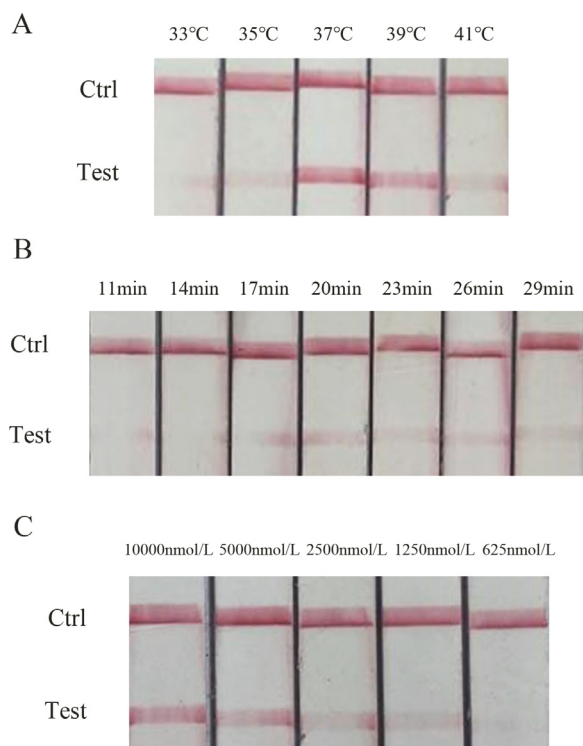 A
33°C 35°C 37°C 39°C 41°C
Ctrl
Test
B
11min 14min 17min 20min 23min 26min 29min
Ctrl
Test
C
10000nmol/L 5000nmol/L 2500nmol/L 1250nmol/L 625nmol/L
Ctrl
Test